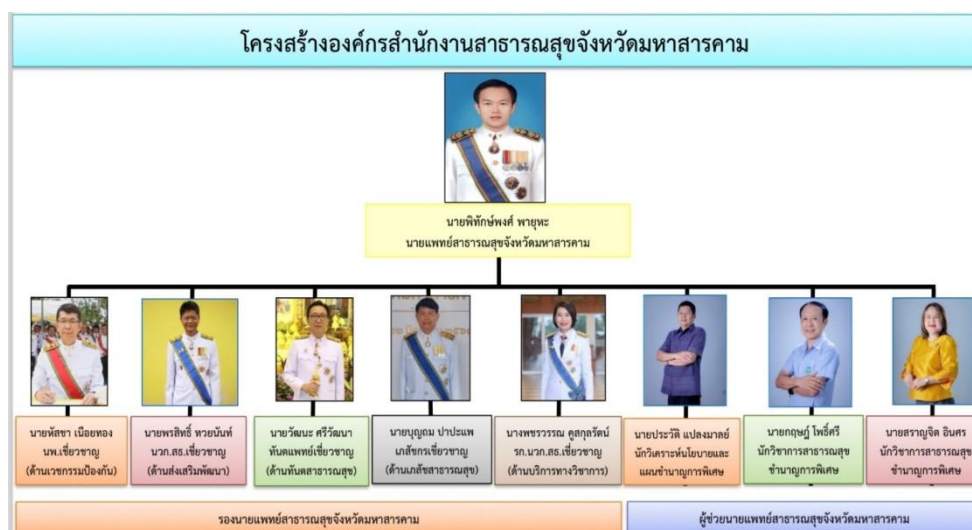 โครงสร้างองค์กรสำนักงานสาธารณสุขจังหวัดมหาสารคาม
นายพิทักษ์พงศ์ พายุหะ
นายแพทย์สาธารณสุขจังหวัดมหาสารคาม
นายหัสชา เนือยทอง
นพ.เชี่ยวชาญ
(ด้านเวชกรรมป้องกัน)
นายพรสิทธิ์ ทวยนันท์
นวก.สธ.เชี่ยวชาญ
(ด้านส่งเสริมพัฒนา)
นายวัฒนะ ศรีวัฒนา
ทันตแพทย์เชี่ยวชาญ
(ด้านทันตสาธารณสุข)
นายบุญถม ปาปะแพ
เภสัชกรเชี่ยวชาญ
(ด้านเภสัชสาธารณสุข)
นางพชรวรรณ คูสกุลรัตน์
รก.นวก.สธ.เชี่ยวชาญ
(ด้านบริการทางวิชาการ)
นายประวัติ แปลงมาลย์
นักวิเคราะห์นโยบายและ
แผนชำนาญการพิเศษ
นายกฤษฎ์ โพธิ์ศรี
นักวิชาการสาธารณสุข
ชำนาญการพิเศษ
นางสราญจิต อินศร
นักวิชาการสาธารณสุข
ชำนาญการพิเศษ
รองนายแพทย์สาธารณสุขจังหวัดมหาสารคาม
ผู้ช่วยนายแพทย์สาธารณสุขจังหวัดมหาสารคาม